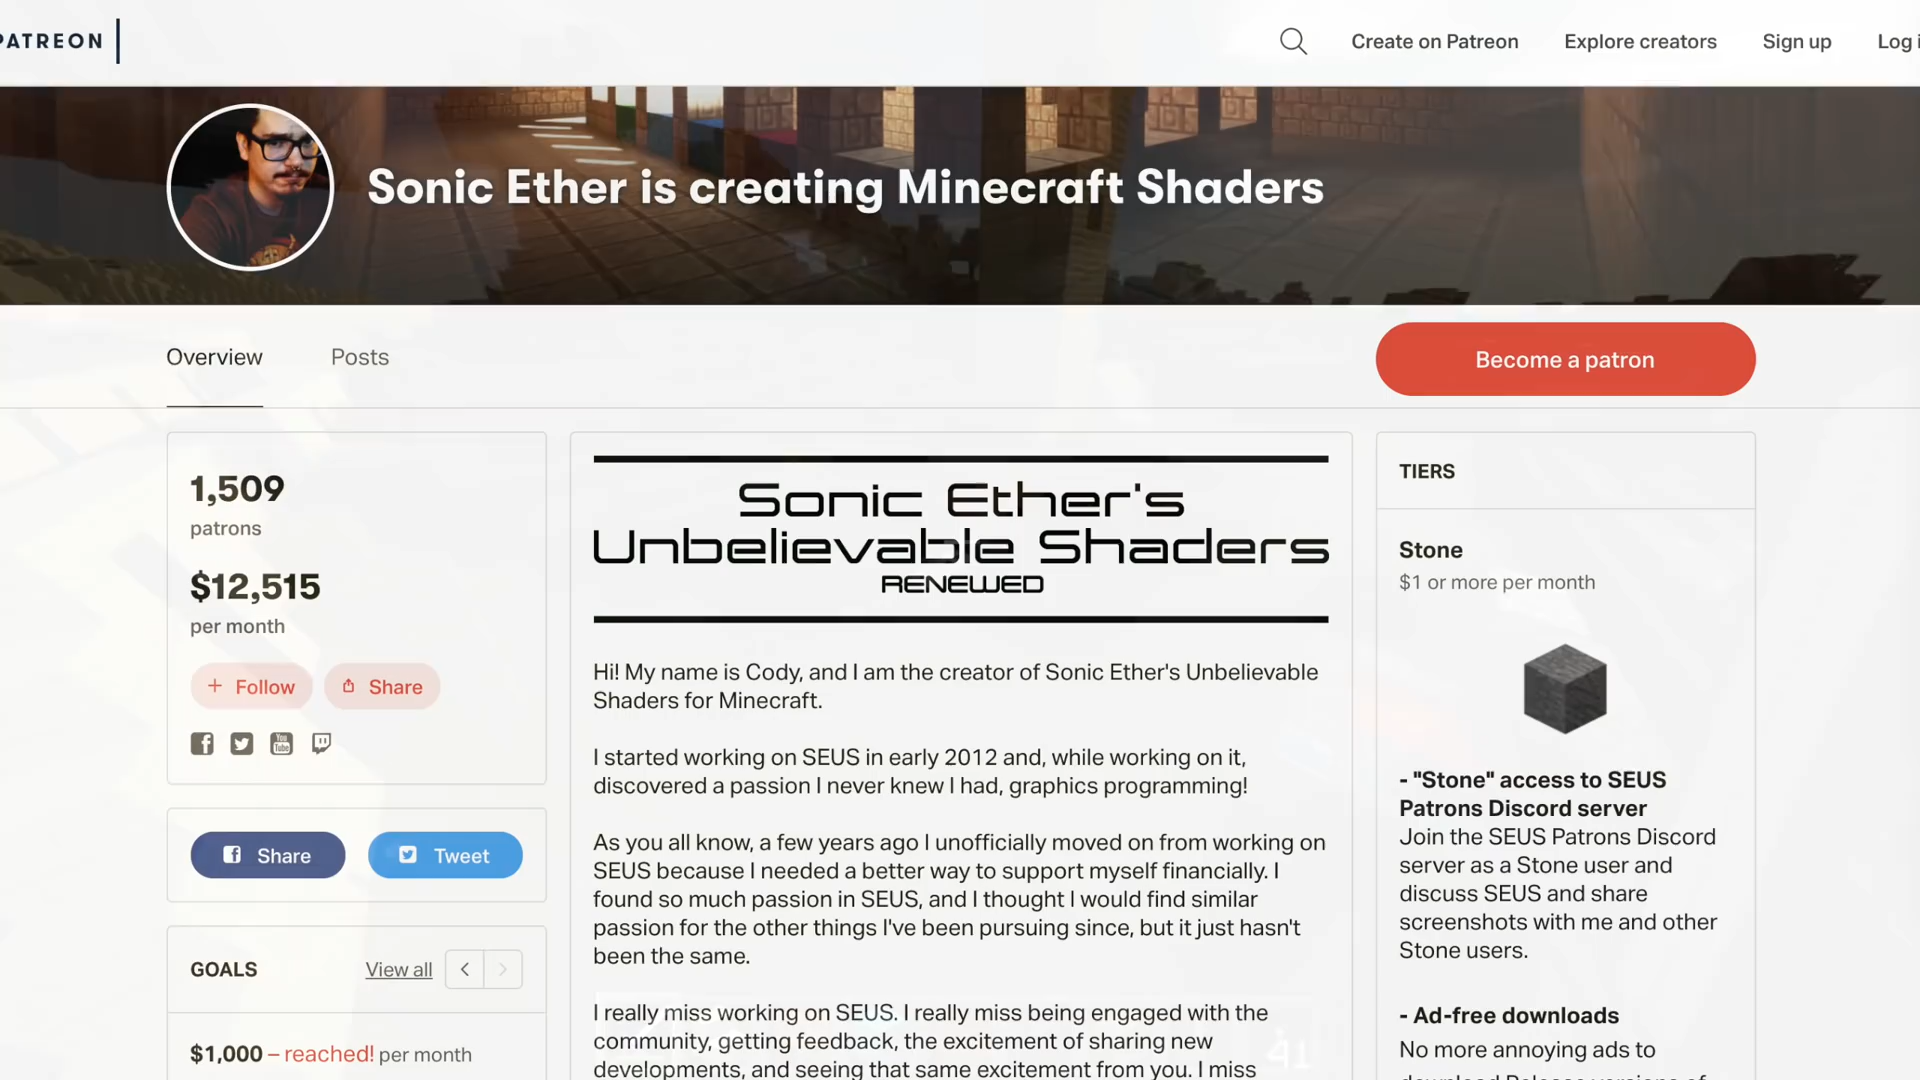 PATREON
Create on Patreon
Explore creators
Sign up
Log
Sonic Ether is creating Minecraft Shaders
Overview
Posts
Become a patron
1,509
patrons
$12,515
per month
+ Follow
Share
Share
Tweet
GOALS
View all
$1,000 – reached! per month
Sonic Ether's
Unbelievable Shaders
RENEWED
Hi! My name is Cody, and I am the creator of Sonic Ether's Unbelievable
Shaders for Minecraft.
I started working on SEUS in early 2012 and, while working on it,
discovered a passion I never knew I had, graphics programming!
As you all know, a few years ago I unofficially moved on from working on
SEUS because I needed a better way to support myself financially. I
found so much passion in SEUS, and I thought I would find similar
passion for the other things I've been pursuing since, but it just hasn't
been the same.
I really miss working on SEUS. I really miss being engaged with the
community, getting feedback, the excitement of sharing new
developments, and seeing that same excitement from you. I miss
TIERS
Stone
$1 or more per month
- "Stone" access to SEUS
Patrons Discord server
Join the SEUS Patrons Discord
server as a Stone user and
discuss SEUS and share
screenshots with me and other
Stone users.
- Ad-free downloads
No more annoying ads to